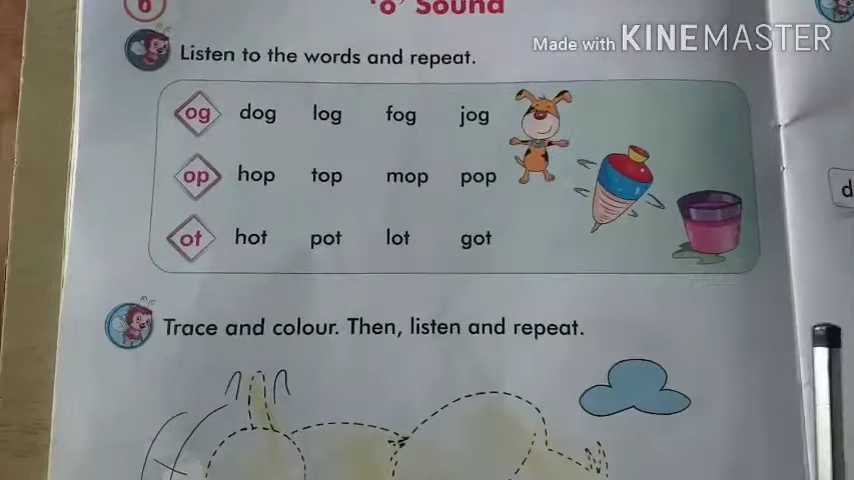 'o' Sound
Made with KINEMASTER
Listen to the words and repeat.
og dog log fog jog
op hop top mop pop
ot hot pot lot got
d
Trace and colour. Then, listen and repeat.